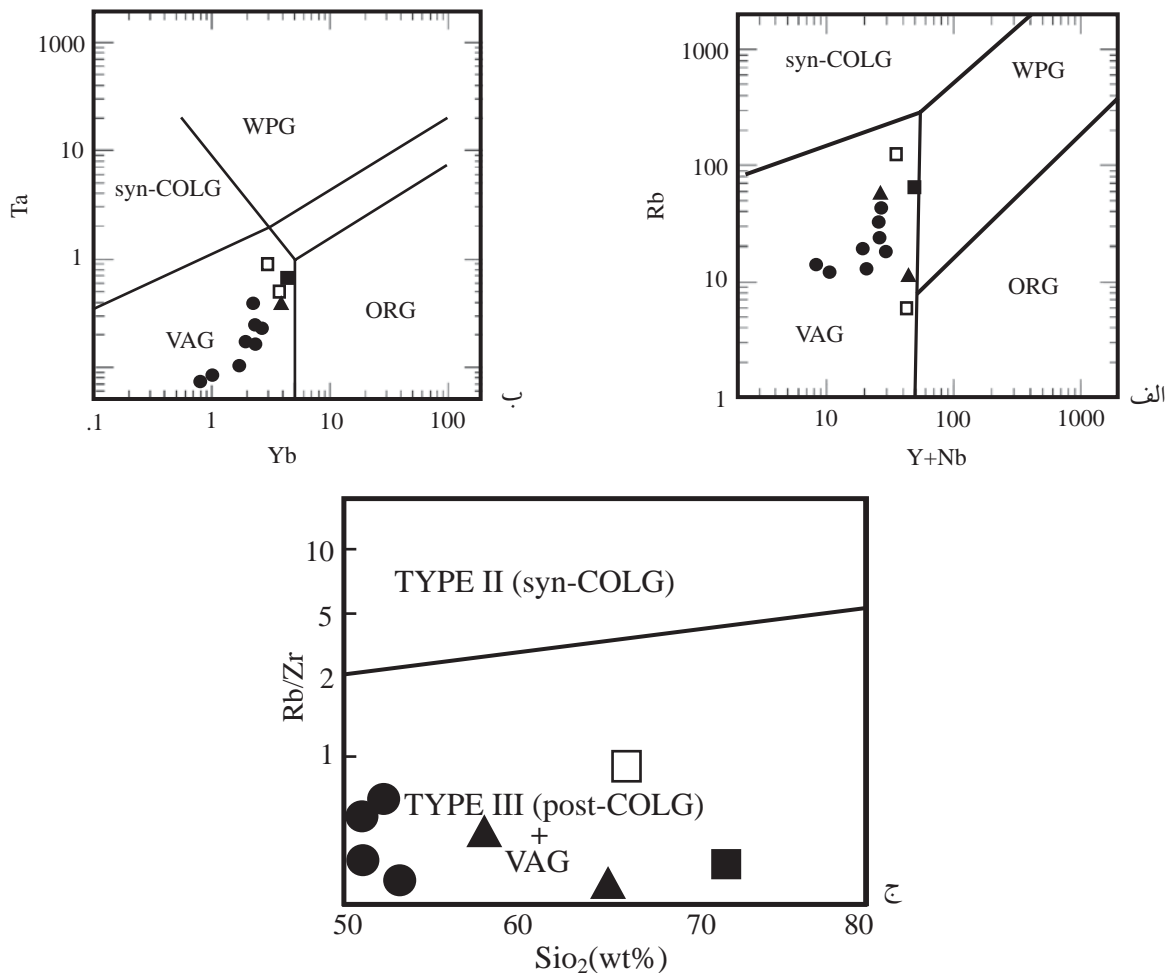 1000
10
1
.1
1
10
100
Ta
Yb
WPG
syn-COLG
VAG
ORG
ب
1000
100
10
1
10
100
1000
Rb
Y+Nb
syn-COLG
WPG
VAG
ORG
الف
10
5
2
1
50
60
70
80
Rb/Zr
Sio₂(wt%)
TYPE II (syn-COLG)
TYPE III (post-COLG)
+
VAG
ج